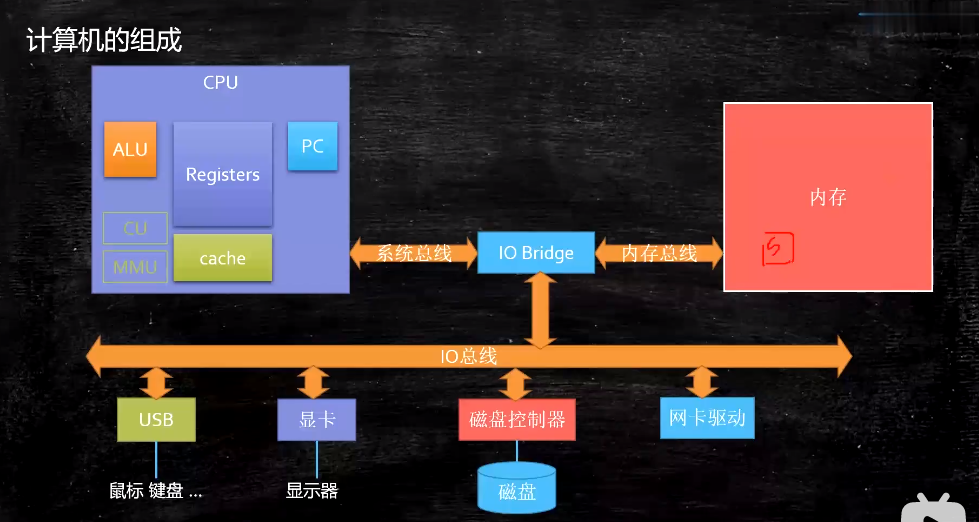 计算机的组成
CPU
ALU
Registers
PC
CU
MMU
cache
系统总线
IO Bridge
内存总线
内存
5
IO总线
USB
显卡
磁盘控制器
网卡驱动
鼠标 键盘 ...
显示器
磁盘